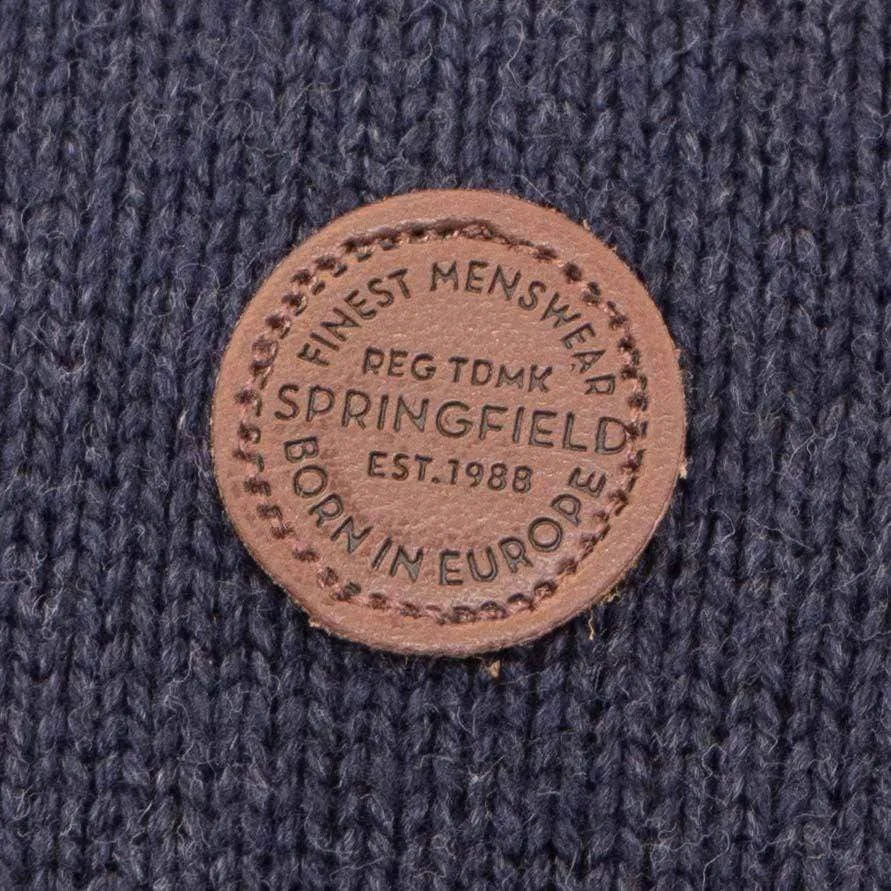 FINEST MENSWEAR
REG TDMK
SPRINGFIELD
EST.1988
BORN IN EUROPE